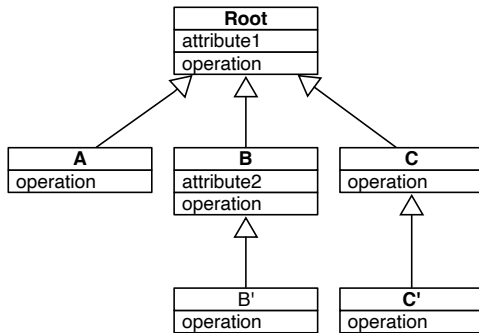 Root
attribute1
operation
A
operation
B
attribute2
operation
C
operation
B'
operation
C'
operation